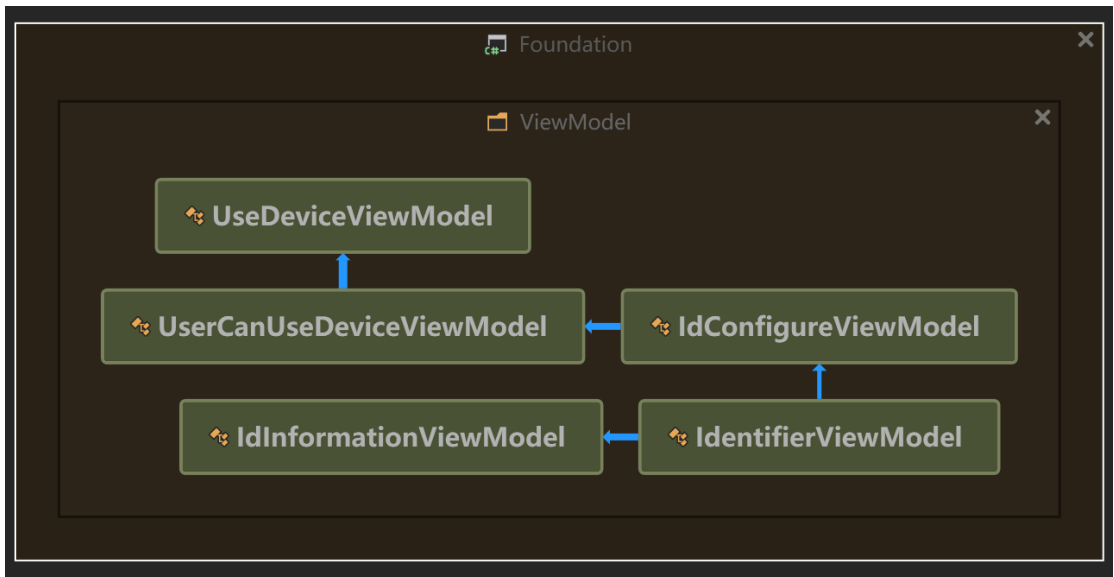 C# Foundation
ViewModel
UseDeviceViewModel
UserCanUseDeviceViewModel
IdConfigureViewModel
IdInformationViewModel
IdentifierViewModel